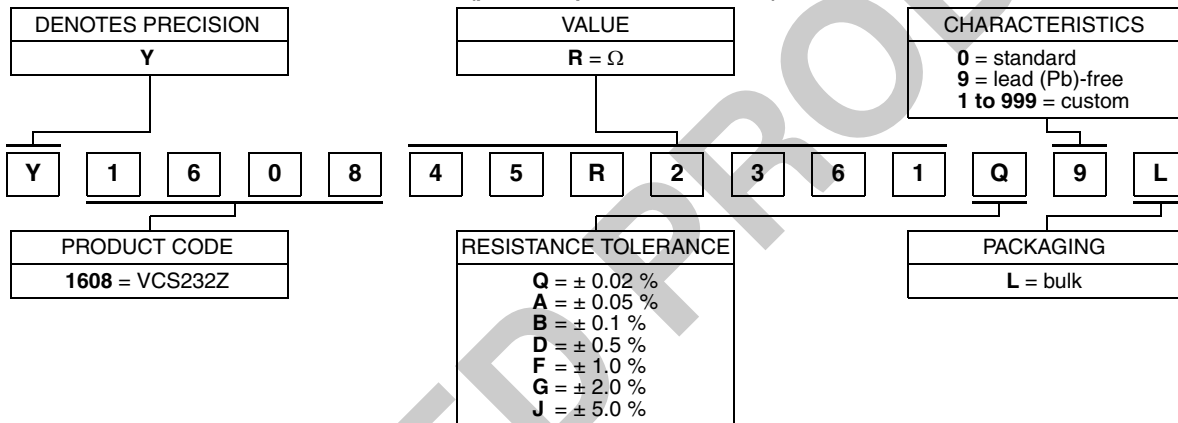 DENOTES PRECISION
Y
VALUE
R = Ω
CHARACTERISTICS
0 = standard
9 = lead (Pb)-free
1 to 999 = custom
Y 1 6 0 8 4 5 R 2 3 6 1 Q 9 L
PRODUCT CODE
1608 = VCS232Z
RESISTANCE TOLERANCE
Q = ± 0.02 %
A = ± 0.05 %
B = ± 0.1 %
D = ± 0.5 %
F = ± 1.0 %
G = ± 2.0 %
J = ± 5.0 %
PACKAGING
L = bulk